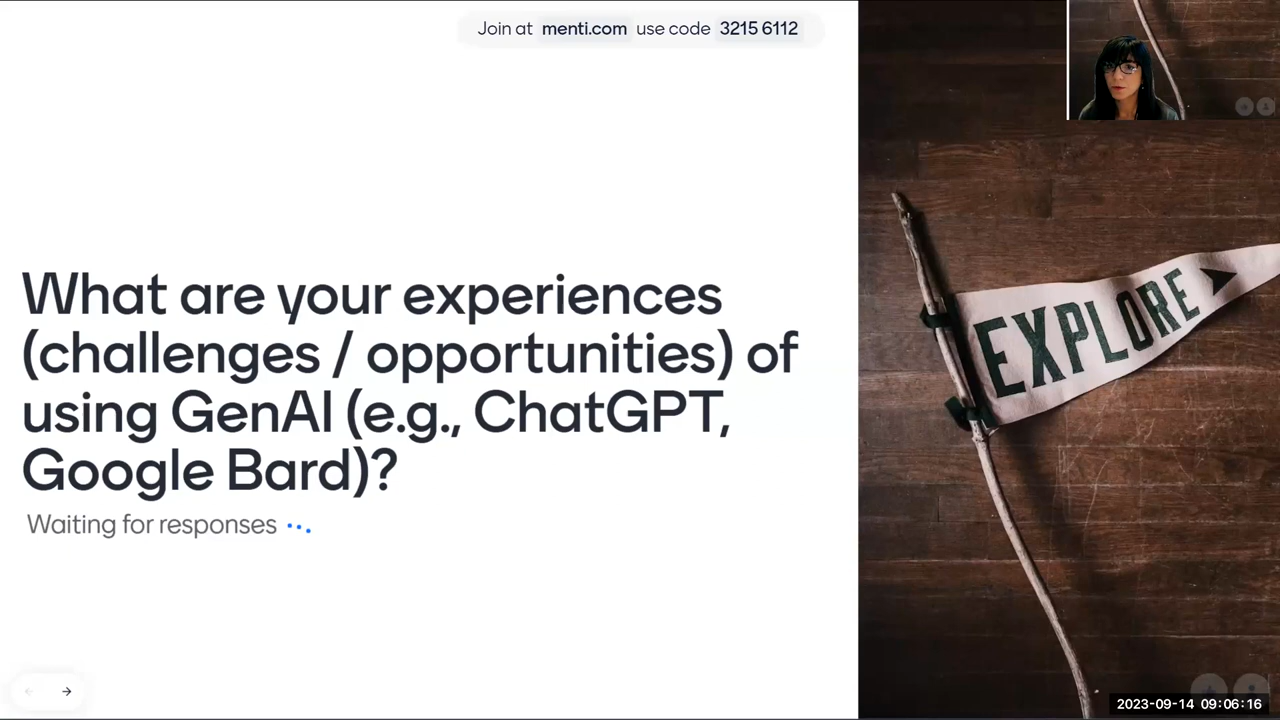 Join at menti.com use code 3215 6112
What are your experiences
(challenges / opportunities) of
using GenAI (e.g., ChatGPT,
Google Bard)?
Waiting for responses
EXPLORE
2023-09-14 09:06:16